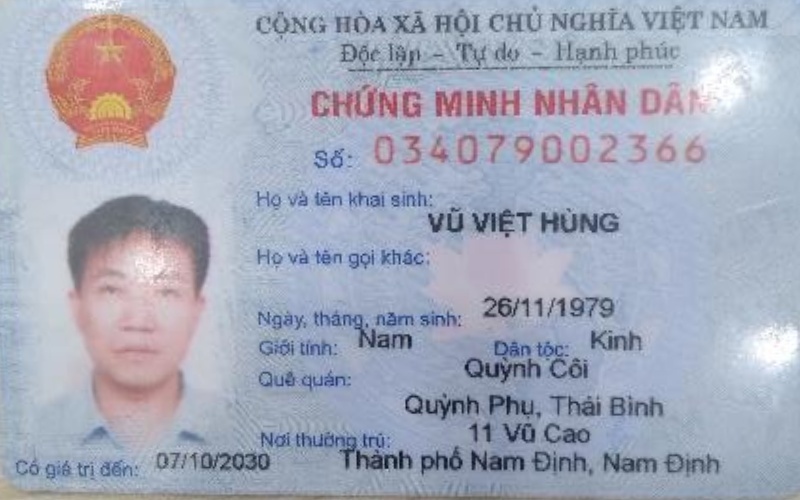 CỘNG HÒA XÃ HỘI CHỦ NGHĨA VIỆT NAM
Độc lập - Tự do - Hạnh phúc
CHỨNG MINH NHÂN DÂN
Số: 034079002366
Họ và tên khai sinh:
VŨ VIỆT HÙNG
Họ và tên gọi khác:
Ngày, tháng, năm sinh: 26/11/1979
Giới tính: Nam Dân tộc: Kinh
Quê quán: Quỳnh Côi
Quỳnh Phụ, Thái Bình
Nơi thường trú: 11 Vũ Cao
Thành phố Nam Định, Nam Định
Có giá trị đến: 07/10/2030